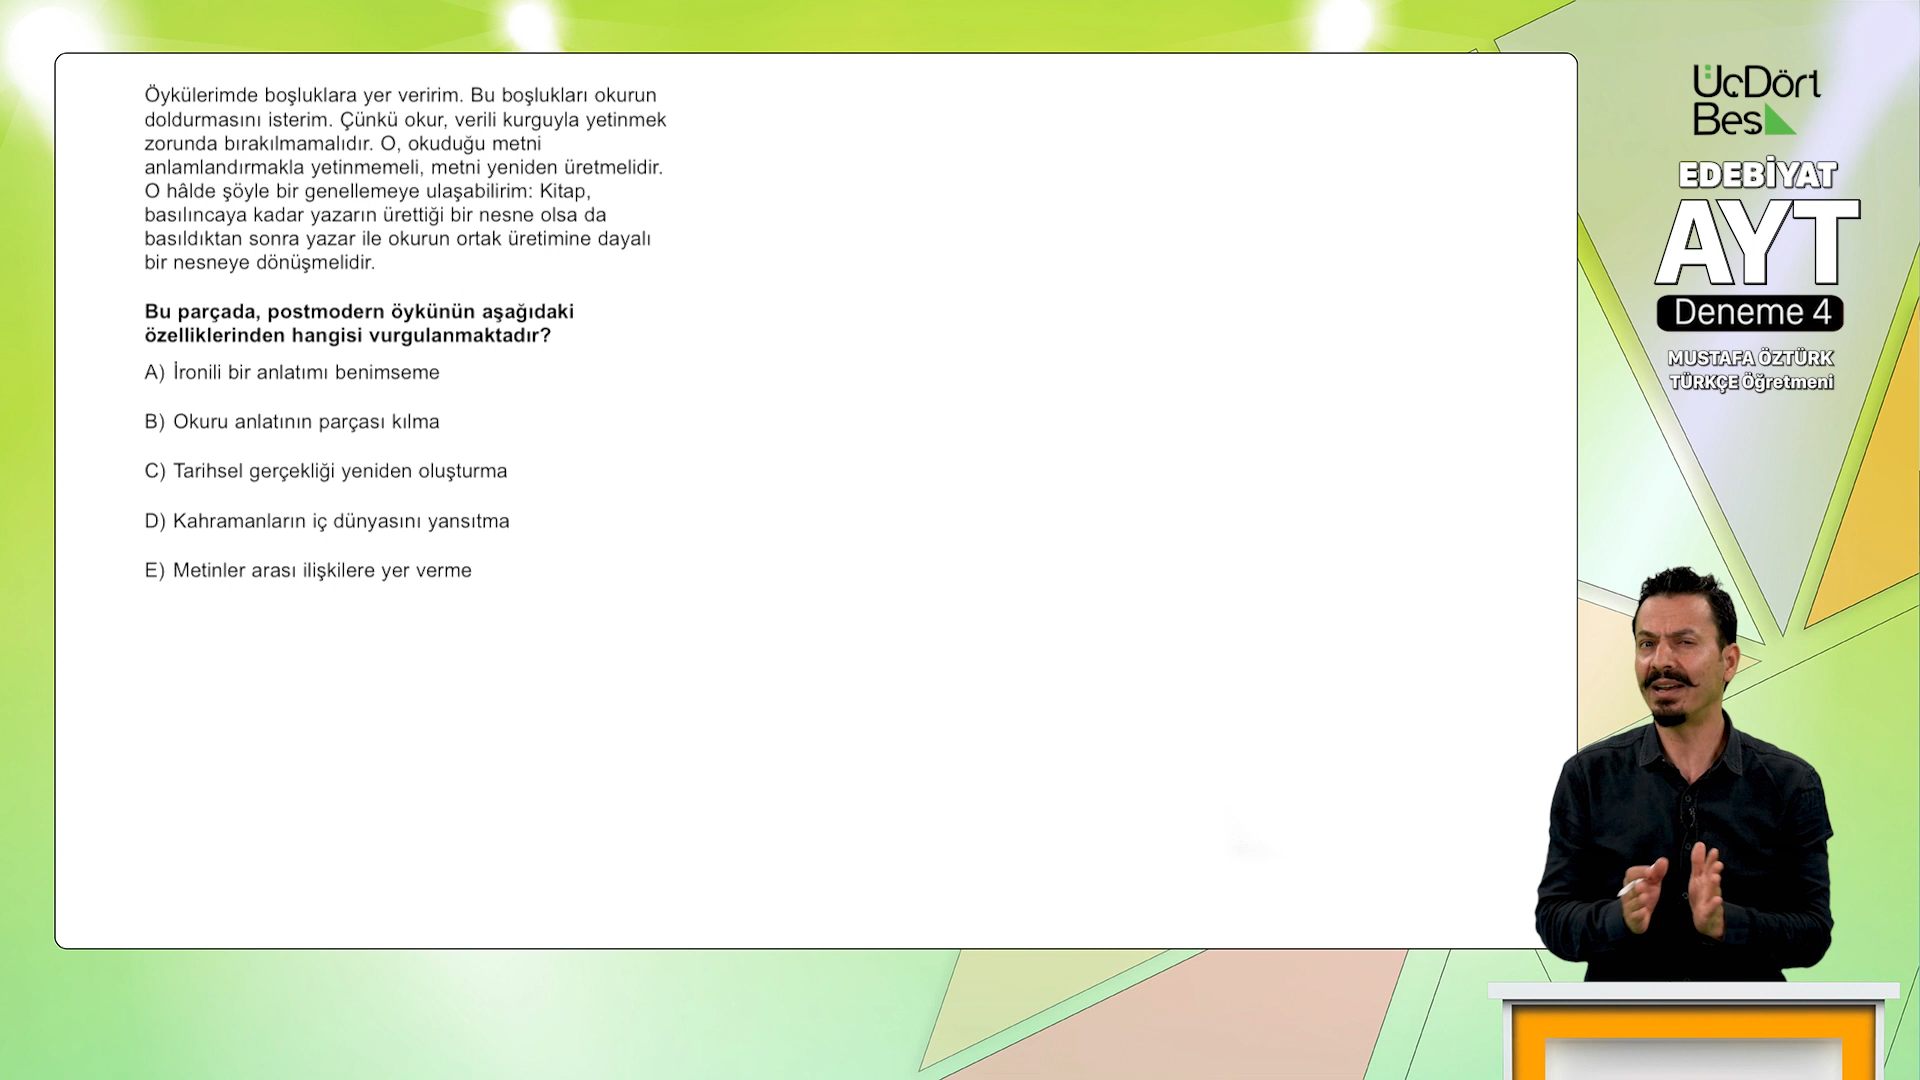 Öykülerimde boşluklara yer veririm. Bu boşlukları okurun
doldurmasını isterim. Çünkü okur, verili kurguyla yetinmek
zorunda bırakılmamalıdır. O, okuduğu metni
anlamlandırmakla yetinmemeli, metni yeniden üretmelidir.
O hâlde şöyle bir genellemeye ulaşabilirim: Kitap,
basılıncaya kadar yazarın ürettiği bir nesne olsa da
basıldıktan sonra yazar ile okurun ortak üretimine dayalı
bir nesneye dönüşmelidir.
Bu parçada, postmodern öykünün aşağıdaki
özelliklerinden hangisi vurgulanmaktadır?
A) İronili bir anlatımı benimseme
B) Okuru anlatının parçası kılma
C) Tarihsel gerçekliği yeniden oluşturma
D) Kahramanların iç dünyasını yansıtma
E) Metinler arası ilişkilere yer verme
ÜçDört
Beş
EDEBİYAT
AYT
Deneme 4
MUSTAFA ÖZTÜRK
TÜRKÇE Öğretmeni